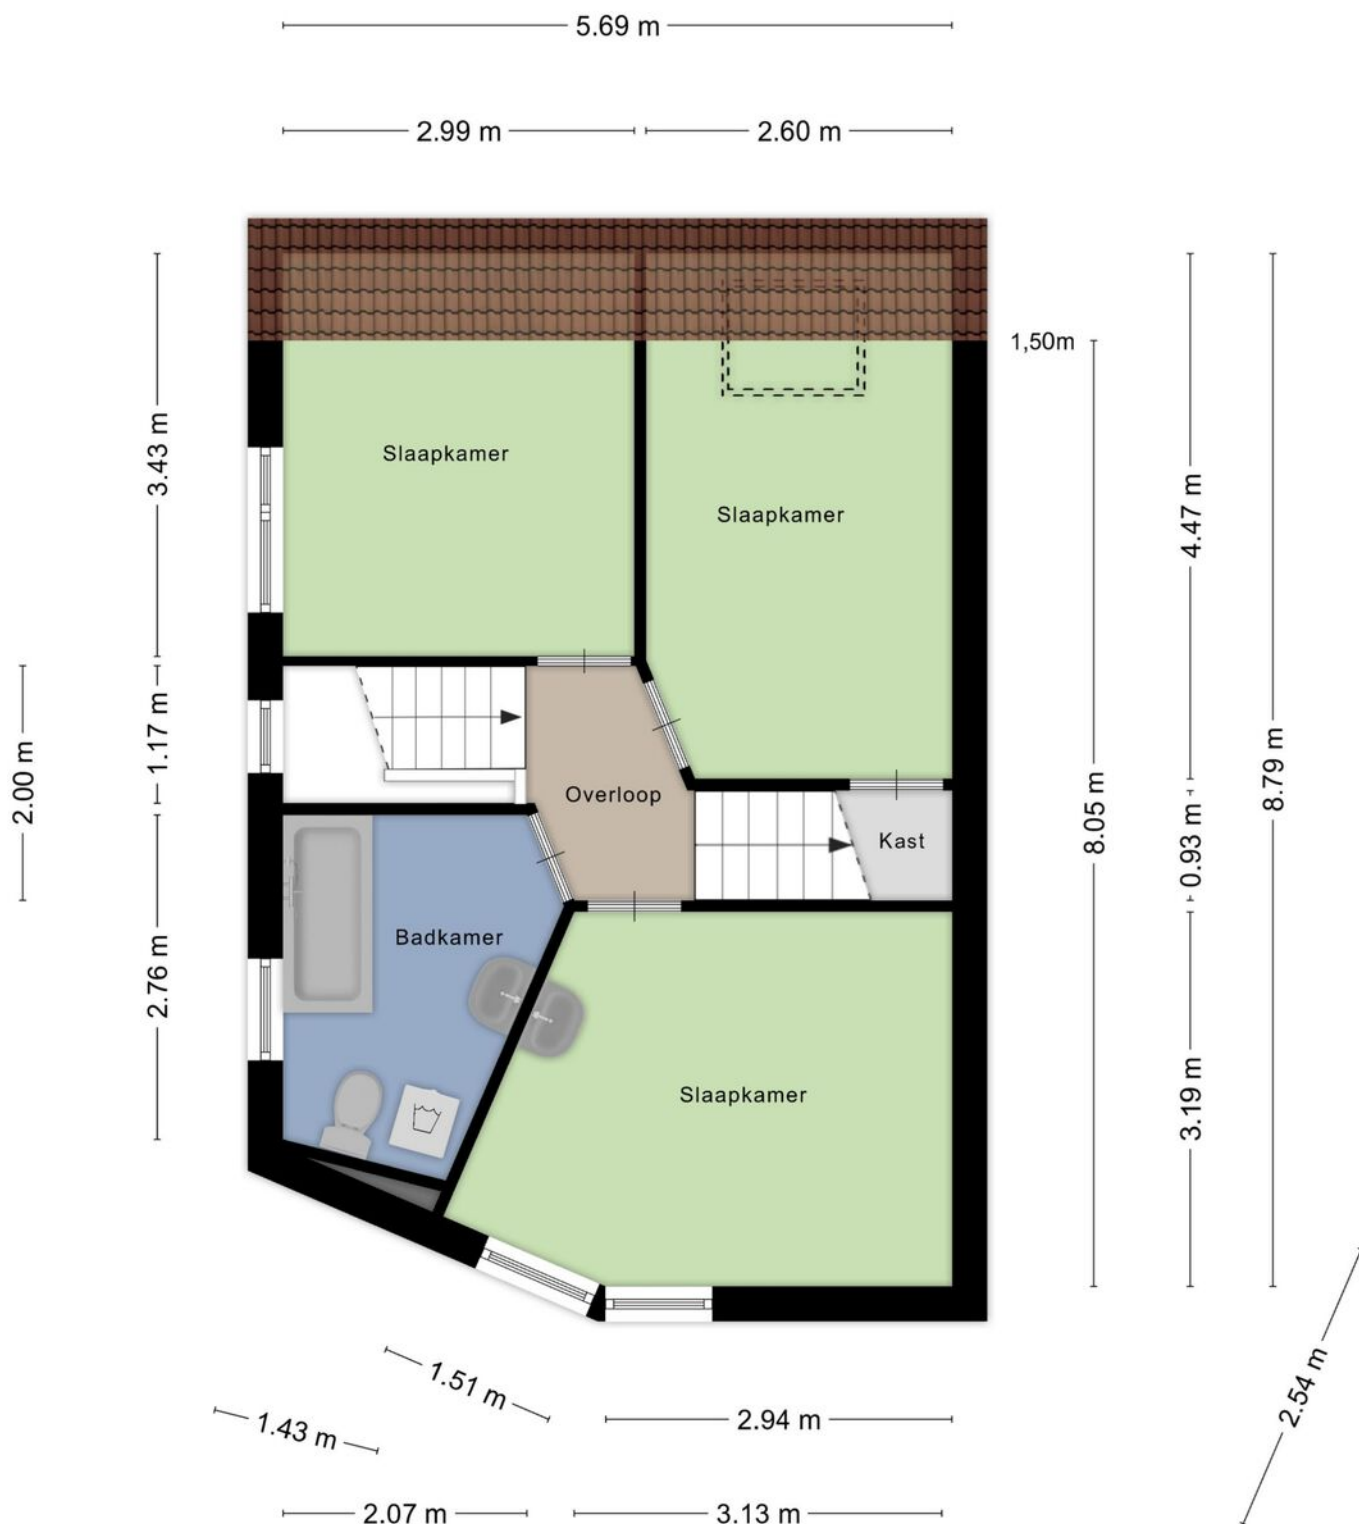 5.69 m
2.99 m
2.60 m
1,50m
3.43 m
Slaapkamer
Slaapkamer
4.47 m
2.00 m
1.17 m
Overloop
Kast
0.93 m
8.05 m
8.79 m
Badkamer
2.76 m
Slaapkamer
3.19 m
1.51 m
1.43 m
2.94 m
2.54 m
2.07 m
3.13 m